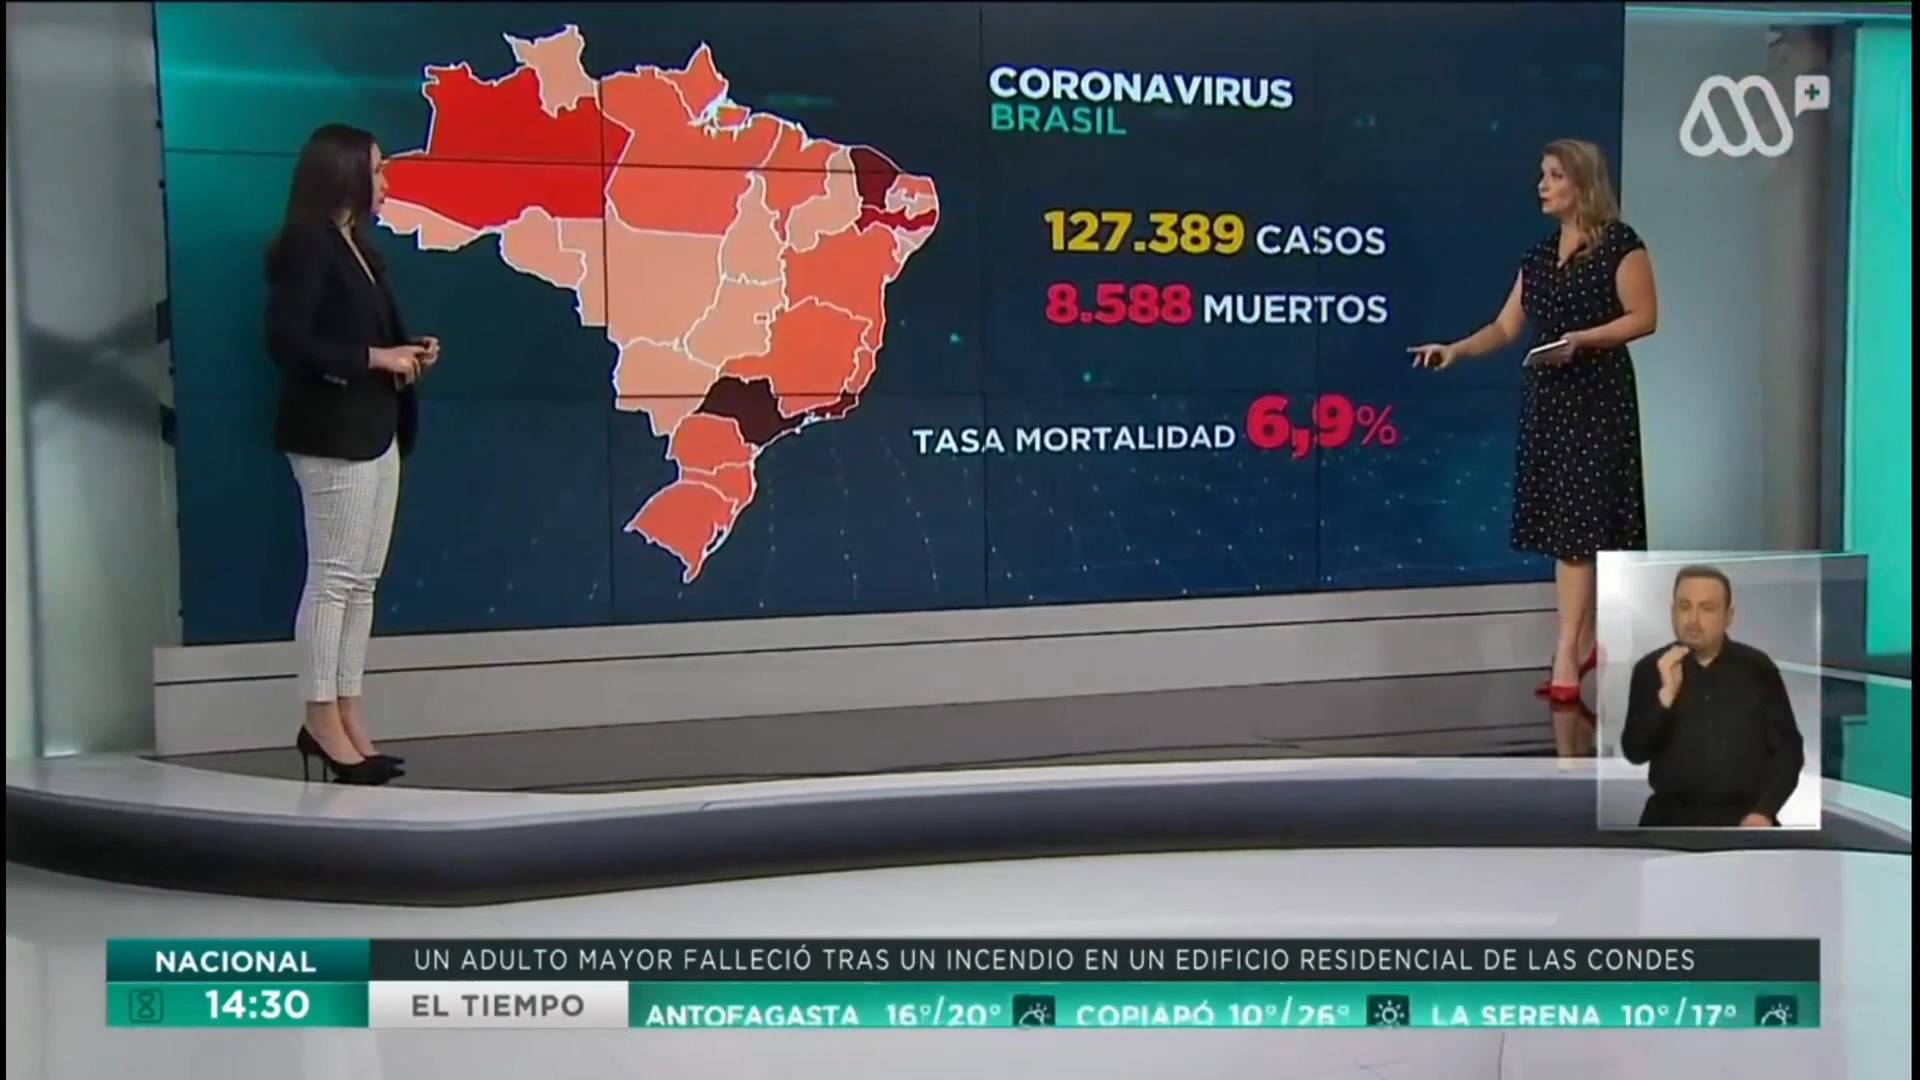 CORONAVIRUS
BRASIL
127.389 CASOS
8.588 MUERTOS
TASA MORTALIDAD 6,9%
NACIONAL
UN ADULTO MAYOR FALLECIÓ TRAS UN INCENDIO EN UN EDIFICIO RESIDENCIAL DE LAS CONDES
14:30
EL TIEMPO
ANTOFAGASTA 16°/20° COPIAPÓ 10°/26° LA SERENA 10°/17°